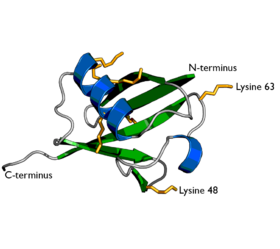 N-terminus
Lysine 63
C-terminus
Lysine 48